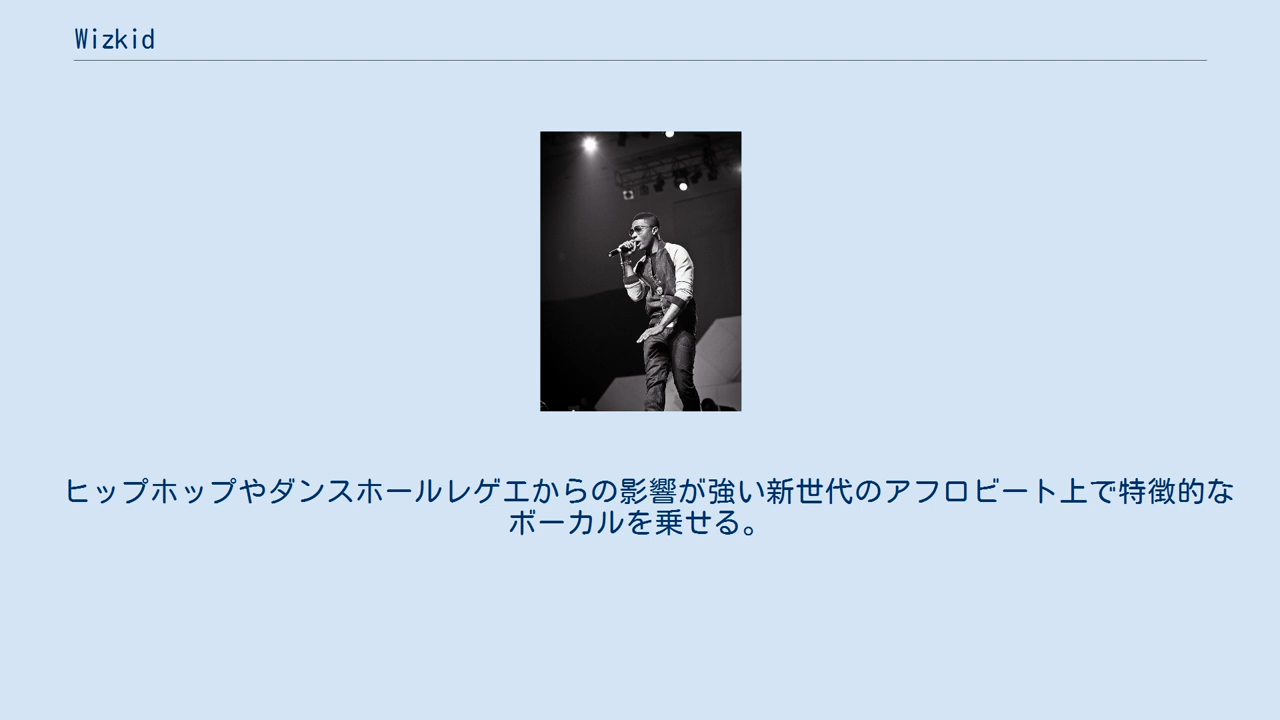 Wizkid
ヒップホップやダンスホールレゲエからの影響が強い新世代のアフロビート上で特徴的な
ボーカルを乗せる。